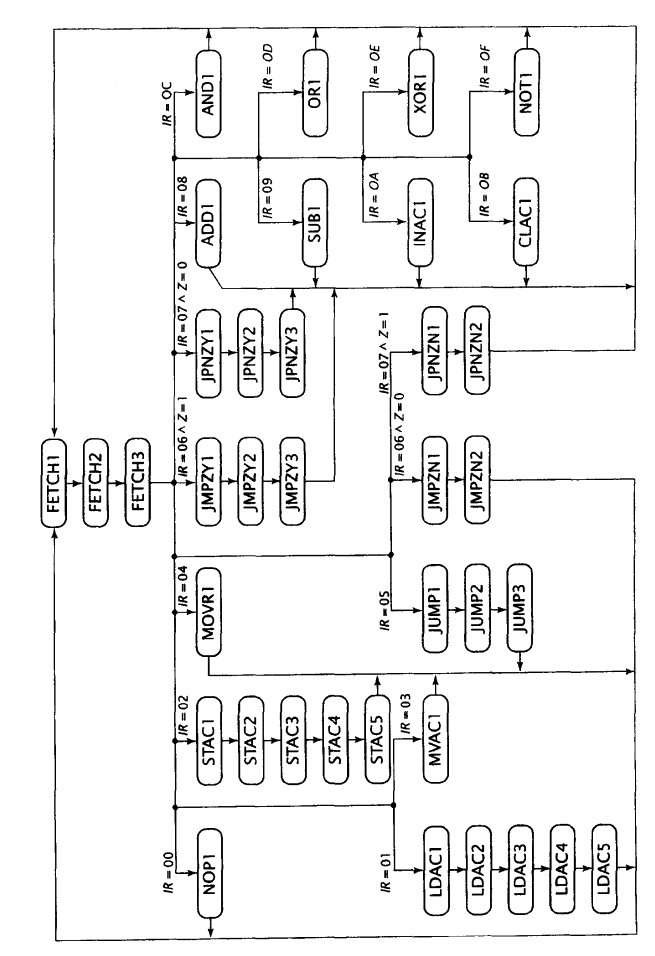 FETCH1
FETCH2
FETCH3
IR = 00
IR = 02
IR = 04
IR = 06 ∧ Z = 1
IR = 07 ∧ Z = 0
IR = 08
IR = 0C
NOP1
STAC1
MOVR1
JMPZY1
JPNZY1
ADD1
AND1
STAC2
JMPZY2
JPNZY2
IR = 09
IR = 0D
STAC3
JMPZY3
JPNZY3
SUB1
OR1
STAC4
STAC5
IR = 01
IR = 03
IR = 05
IR = 06 ∧ Z = 0
IR = 07 ∧ Z = 1
IR = 0A
IR = 0E
LDAC1
MVAC1
JUMP1
JMPZN1
JPNZN1
INAC1
XOR1
LDAC2
JUMP2
JMPZN2
JPNZN2
IR = 0B
IR = 0F
LDAC3
JUMP3
CLAC1
NOT1
LDAC4
LDAC5